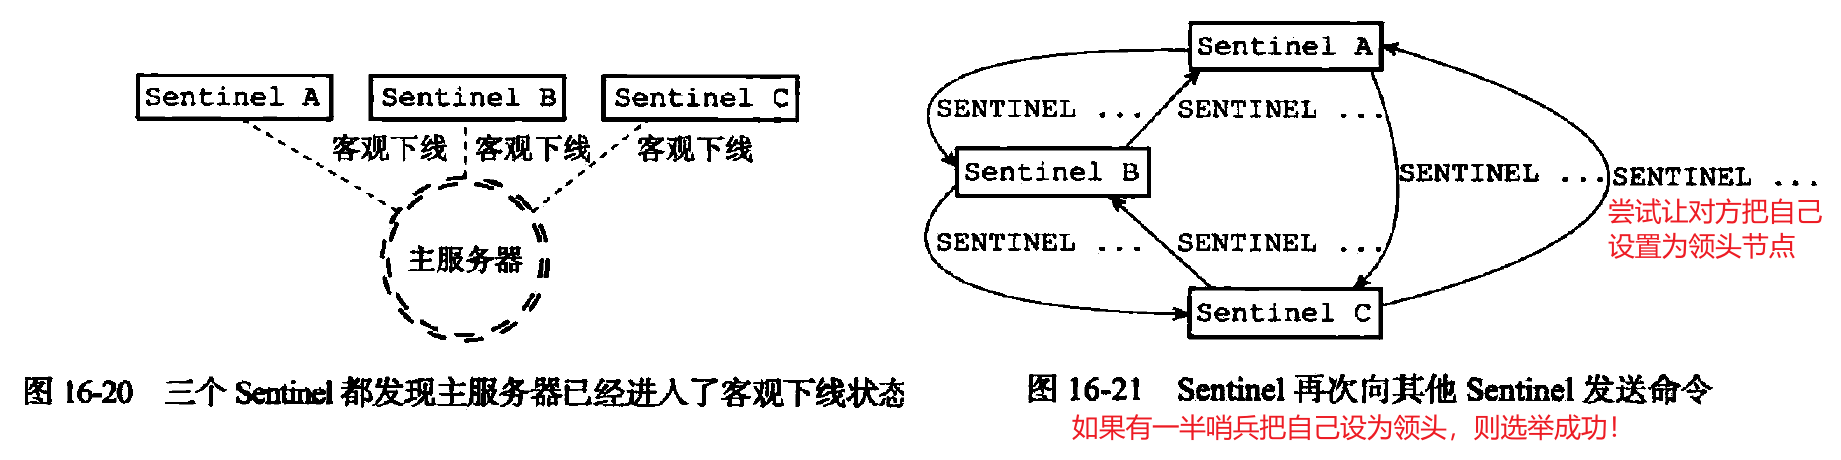 Sentinel A
Sentinel B
Sentinel C
客观下线
客观下线
客观下线
主服务器
图 16-20 三个 Sentinel 都发现主服务器已经进入了客观下线状态
Sentinel A
SENTINEL ...
SENTINEL ...
Sentinel B
SENTINEL ...
SENTINEL ...
尝试让对方把自己
设置为领头节点
SENTINEL ...
SENTINEL ...
Sentinel C
图 16-21 Sentinel 再次向其他 Sentinel 发送命令
如果有一半哨兵把自己设为领头，则选举成功！